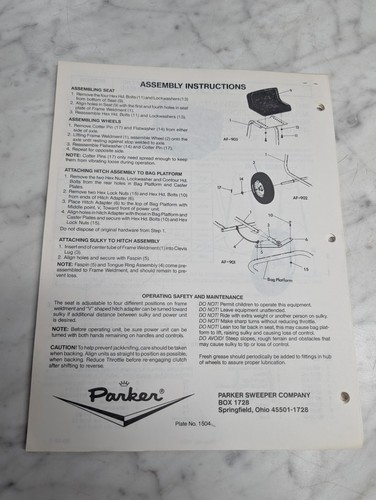 ASSEMBLY INSTRUCTIONS
ASSEMBLING SEAT
1. Remove the four Hex Hd. Bolts (11) and Lockwashers (13)
from bottom of Seat (9).
2. Align holes in Seat (9) with the first and fourth holes in seat
plate of Frame Weldment (1).
3. Reassemble Hex Hd. Bolts (11) and Lockwashers (13).
ASSEMBLING WHEELS
1. Remove Cotter Pin (17) and Flatwasher (14) from either
side of axle.
2. Lifting Frame Weldment (1), assemble Wheel (2) onto the
axle until resting against stop welded to axle.
3. Reassemble Flatwasher (14) and Cotter Pin (17).
4. Repeat for opposite side.
NOTE: Cotter Pins (17) only need spread enough to keep
them from vibrating loose during operation.
ATTACHING HITCH ASSEMBLY TO BAG PLATFORM
1. Remove the two Hex Nuts, Lockwasher and Contour Hd.
Bolts from the rear holes in Bag Platform and Caster
Plates.
2. Remove two Hex Lock Nuts (15) and Hex Hd. Bolts (10)
from ends of Hitch Adapter (6).
3. Place Hitch Adapter (6) to the top of Bag Platform with
Middle point, V, Toward front of power unit.
4. Align holes in Hitch Adapter with those in Bag Platform and
Caster Plates and secure with Hex Hd. Bolts (10) and Hex
Lock Nuts (15).
Do not dispose of original hardware from Step 1.
ATTACHING SULKY TO HITCH ASSEMBLY
1. Insert end of center tube of Frame Weldment (1) into Clevis
Lug (3).
2. Align holes and secure with Faspin (5).
NOTE: Faspin (5) and Tongue Ring Assembly (4) come pre-
assembled to Frame Weldment, and should remain to pre-
vent loss.
9
1
13
11
AF-903
17
14
2
1
AF-902
10
6
15
AF-901
Bag Platform
OPERATING SAFETY AND MAINTENANCE
The seat is adjustable to four different positions on frame
weldment and "V" shaped hitch adapter can be turned toward
sulky if additional distance between sulky and power unit
is desired.
NOTE: Before operating unit, be sure power unit can be
turned with both hands remaining on handles and controls.
CAUTION! To help prevent jackknifing, care should be taken
when backing. Align units as straight to position as possible,
when backing. Reduce Throttle before re-engaging clutch
after shifting to reverse.
DO NOT! Permit children to operate this equipment.
DO NOT! Ride with extra weight or another person on sulky.
DO NOT! Make sharp turns without reducing throttle.
DO NOT! Lean too far back in seat, this may cause bag plat-
form to lift, raising sulky and causing loss of control.
DO AVOID! Steep slopes, rough terrain and obstacles that
may cause sulky to tip or loss of control.
Fresh grease should periodically be added to fittings in hub
of wheels to assure proper lubrication.
Parker®
PARKER SWEEPER COMPANY
BOX 1728
Springfield, Ohio 45501-1728
Plate No. 1504-